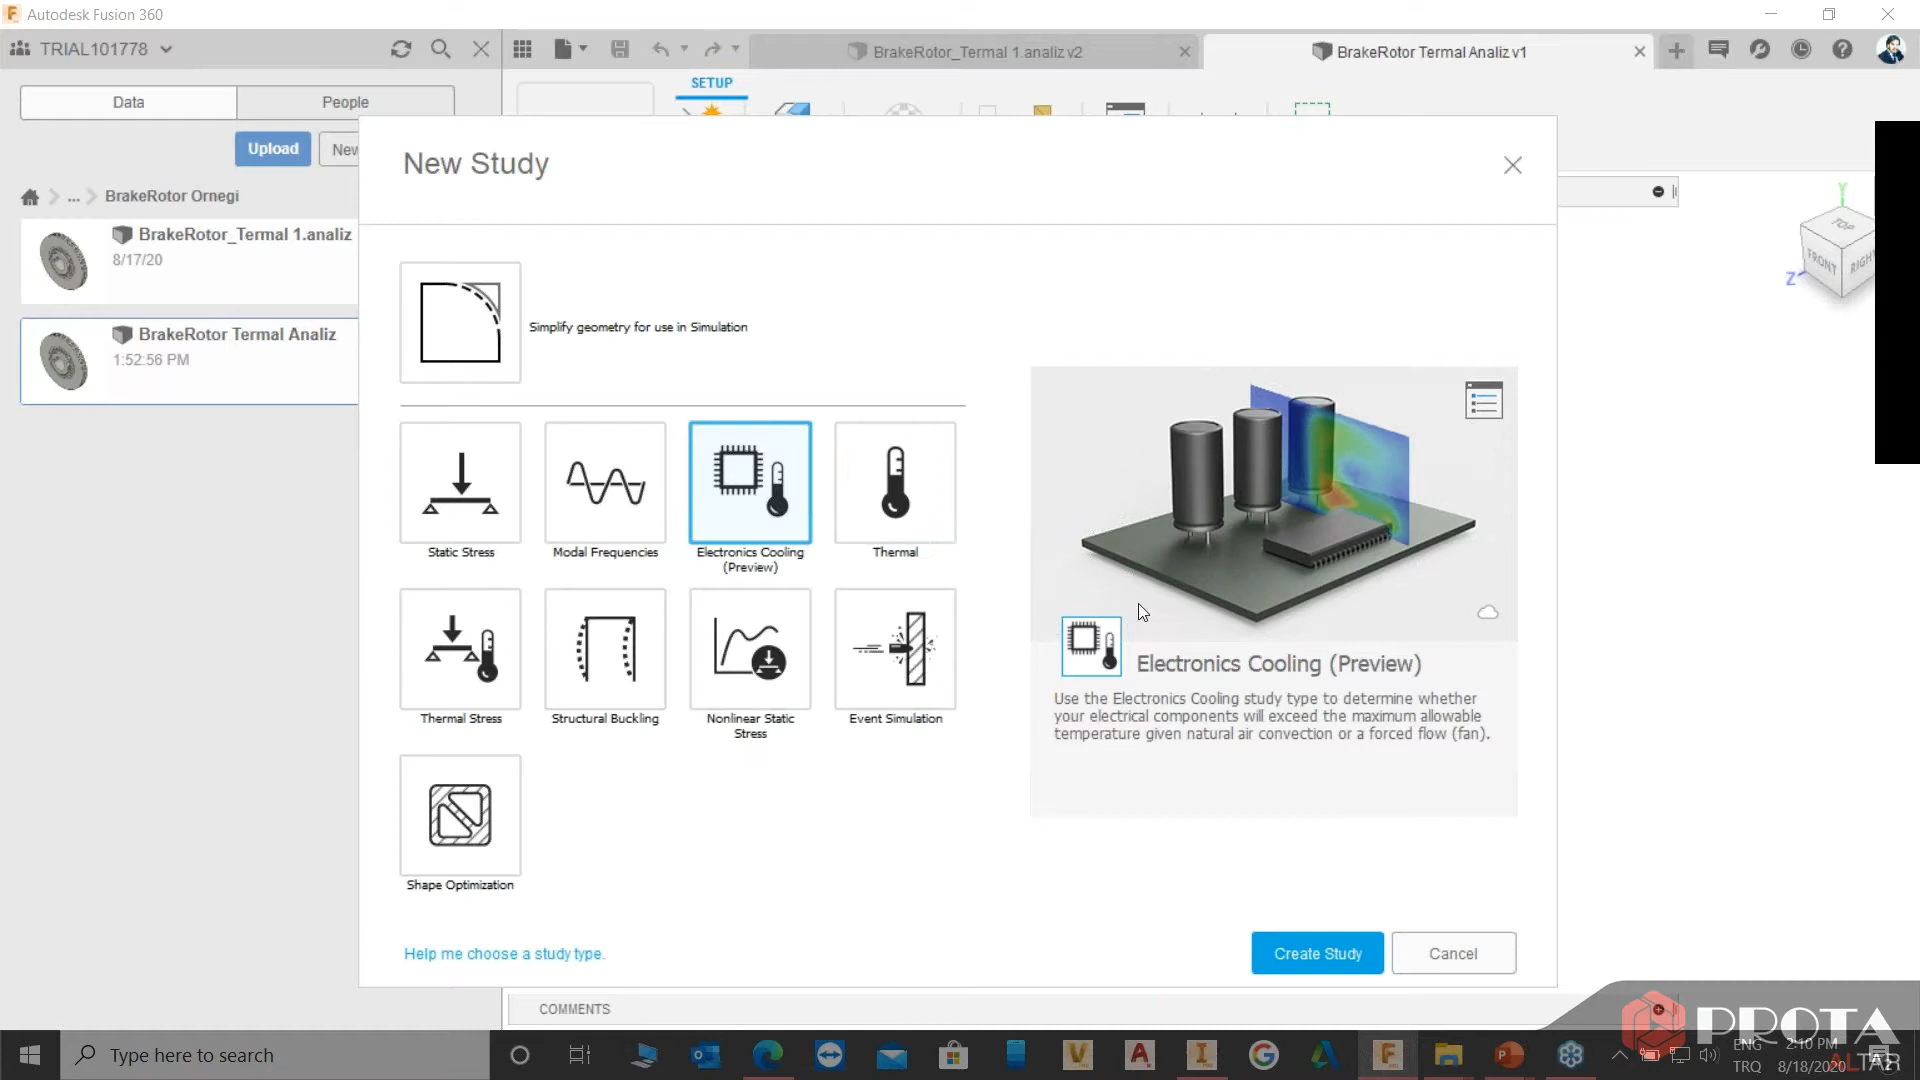 Autodesk Fusion 360
TRIAL101778
BrakeRotor_Termal 1.analiz v2
BrakeRotor Termal Analiz v1
SETUP
Data
People
Upload
New
BrakeRotor Ornegi
...
BrakeRotor_Termal 1.analiz
8/17/20
BrakeRotor Termal Analiz
1:52:56 PM
New Study
Simplify geometry for use in Simulation
Static Stress
Modal Frequencies
Electronics Cooling
(Preview)
Thermal
Thermal Stress
Structural Buckling
Nonlinear Static
Stress
Event Simulation
Shape Optimization
Electronics Cooling (Preview)
Use the Electronics Cooling study type to determine whether
your electrical components will exceed the maximum allowable
temperature given natural air convection or a forced flow (fan).
Help me choose a study type.
Create Study
Cancel
Y
TOP
FRONT
RIGH
Z
COMMENTS
PROTA
Type here to search
ENG
TRQ
2:10 PM
8/18/2020